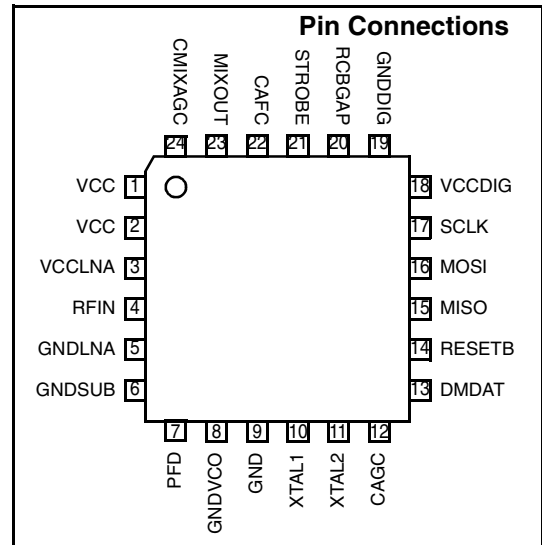 Pin Connections
CMIXAGC
MIXOUT
CAFC
STROBE
RCBGAP
GNDDIG
24 23 22 21 20 19
VCC 1
VCC 2
VCCLNA 3
RFIN 4
GNDLNA 5
GNDSUB 6
18 VCCDIG
17 SCLK
16 MOSI
15 MISO
14 RESETB
13 DMDAT
7 8 9 10 11 12
PFD
GNDVCO
GND
XTAL1
XTAL2
CAGC